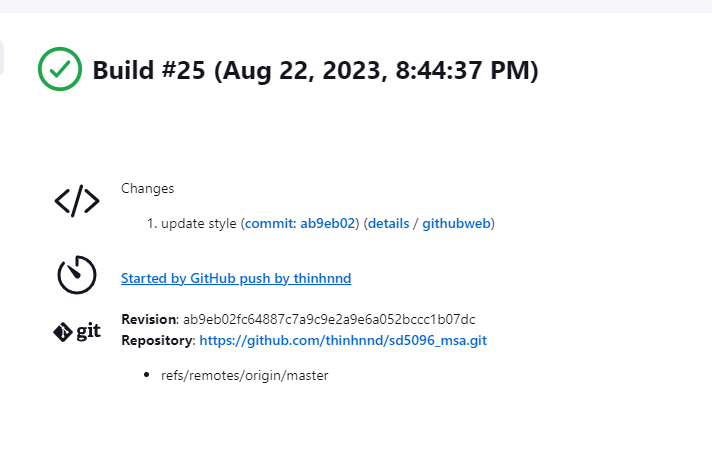 Build #25 (Aug 22, 2023, 8:44:37 PM)
Changes
1. update style (commit: ab9eb02) (details / githubweb)
Started by GitHub push by thinhnnd
git
Revision: ab9eb02fc64887c7a9c9e2a9e6a052bccc1b07dc
Repository: https://github.com/thinhnnd/sd5096_msa.git
• refs/remotes/origin/master